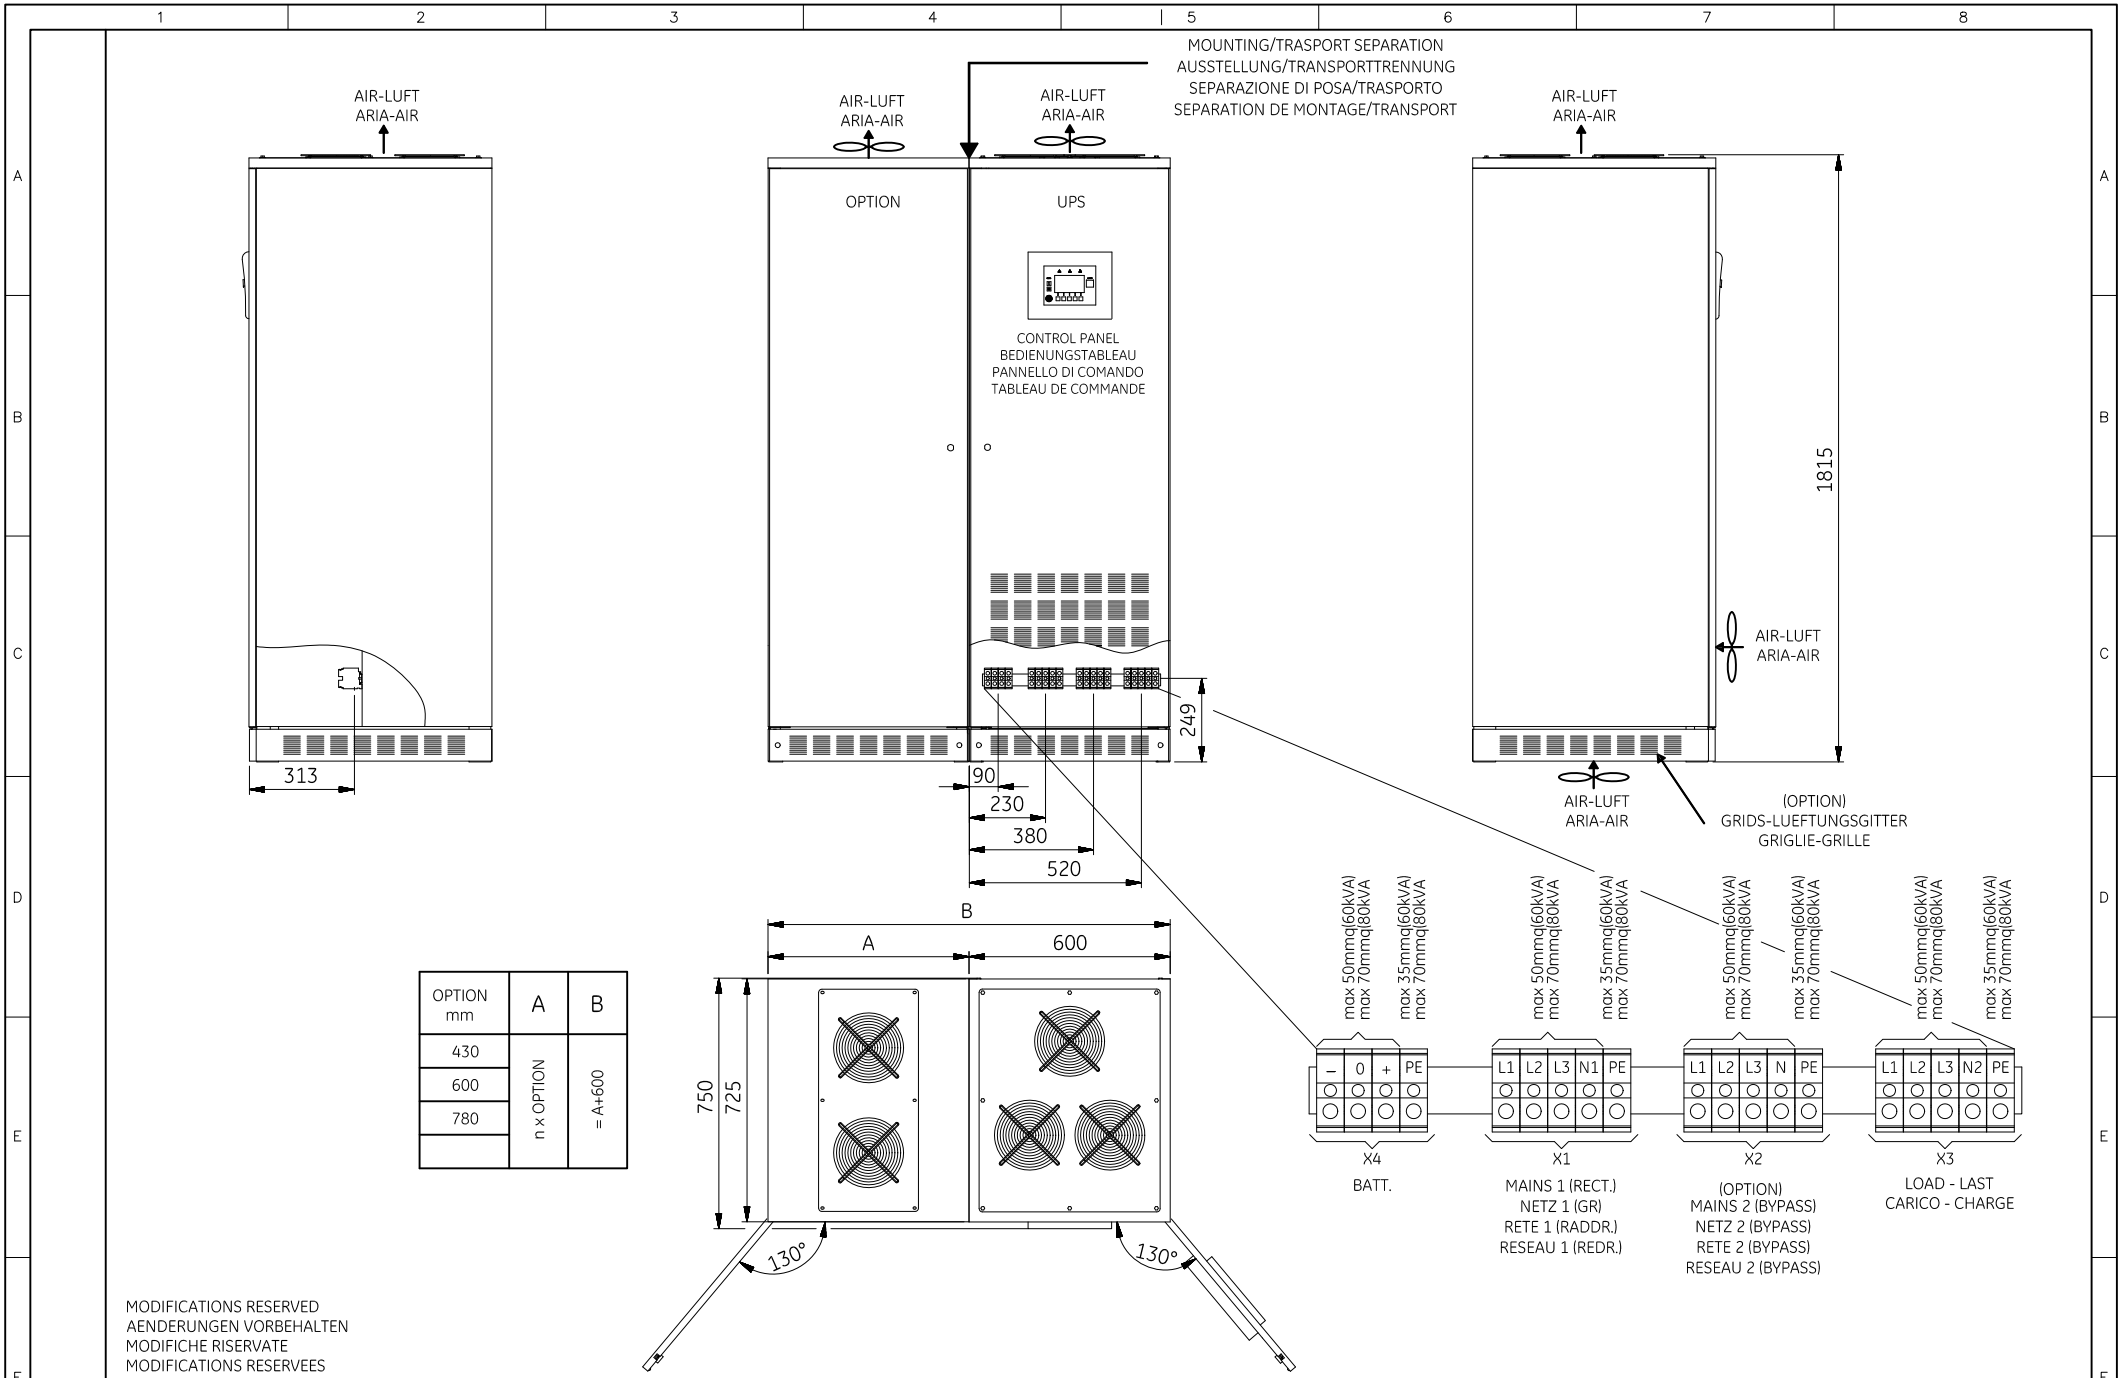 1 2 3 4 5 6 7 8
MOUNTING/TRASPORT SEPARATION
AUSSTELLUNG/TRANSPORTTRENNUNG
SEPARAZIONE DI POSA/TRASPORTO
SEPARATION DE MONTAGE/TRANSPORT
AIR-LUFT
ARIA-AIR
AIR-LUFT
ARIA-AIR
AIR-LUFT
ARIA-AIR
AIR-LUFT
ARIA-AIR
A A
OPTION
UPS
CONTROL PANEL
BEDIENUNGSTABLEAU
PANNELLO DI COMANDO
TABLEAU DE COMMANDE
B B
1815
C C
AIR-LUFT
ARIA-AIR
249
313
90
230
380
520
AIR-LUFT
ARIA-AIR
(OPTION)
GRIDS-LUEFTUNGSGITTER
GRIGLIE-GRILLE
D D
B
A 600
750
725
130°
130°
OPTION
mm
A
B
430
600
780
n x OPTION
= A+600
max 50mmq(60kVA)
max 70mmq(80kVA
max 35mmq(60kVA)
max 70mmq(80kVA
max 50mmq(60kVA)
max 70mmq(80kVA
max 35mmq(60kVA)
max 70mmq(80kVA
max 50mmq(60kVA)
max 70mmq(80kVA
max 35mmq(60kVA)
max 70mmq(80kVA
max 50mmq(60kVA)
max 70mmq(80kVA
max 35mmq(60kVA)
max 70mmq(80kVA
– 0 + PE
L1 L2 L3 N1 PE
L1 L2 L3 N PE
L1 L2 L3 N2 PE
E E
X4
BATT.
X1
MAINS 1 (RECT.)
NETZ 1 (GR)
RETE 1 (RADDR.)
RESEAU 1 (REDR.)
X2
(OPTION)
MAINS 2 (BYPASS)
NETZ 2 (BYPASS)
RETE 2 (BYPASS)
RESEAU 2 (BYPASS)
X3
LOAD - LAST
CARICO - CHARGE
MODIFICATIONS RESERVED
AENDERUNGEN VORBEHALTEN
MODIFICHE RISERVATE
MODIFICATIONS RESERVEES